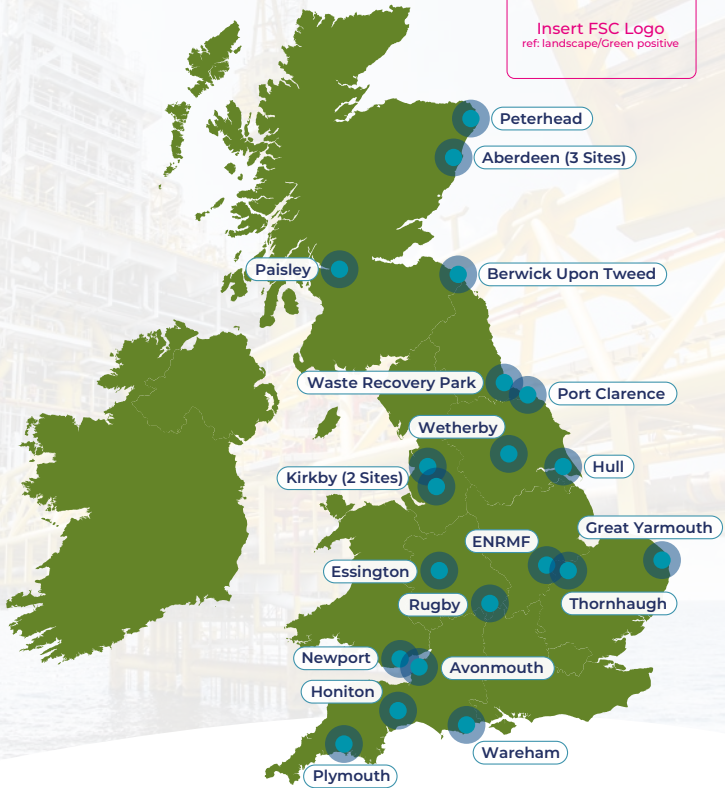 Insert FSC Logo
ref: landscape/Green positive
Peterhead
Aberdeen (3 Sites)
Paisley
Berwick Upon Tweed
Waste Recovery Park
Port Clarence
Wetherby
Hull
Kirkby (2 Sites)
Great Yarmouth
ENRMF
Essington
Thornhaugh
Rugby
Newport
Avonmouth
Honiton
Wareham
Plymouth